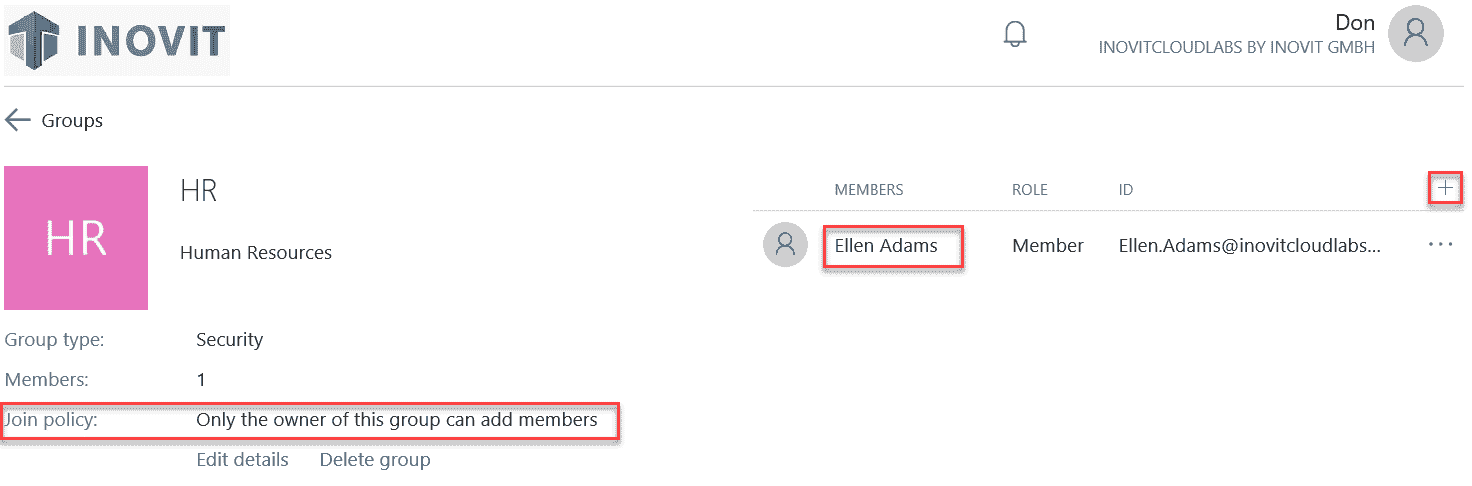 INOVIT
Don
INOVITCLOUDLABS BY INOVIT GMBH
Groups
HR
HR
Human Resources
Group type: Security
Members: 1
Join policy: Only the owner of this group can add members
Edit details Delete group
MEMBERS ROLE ID
Ellen Adams Member Ellen.Adams@inovitcloudlabs...